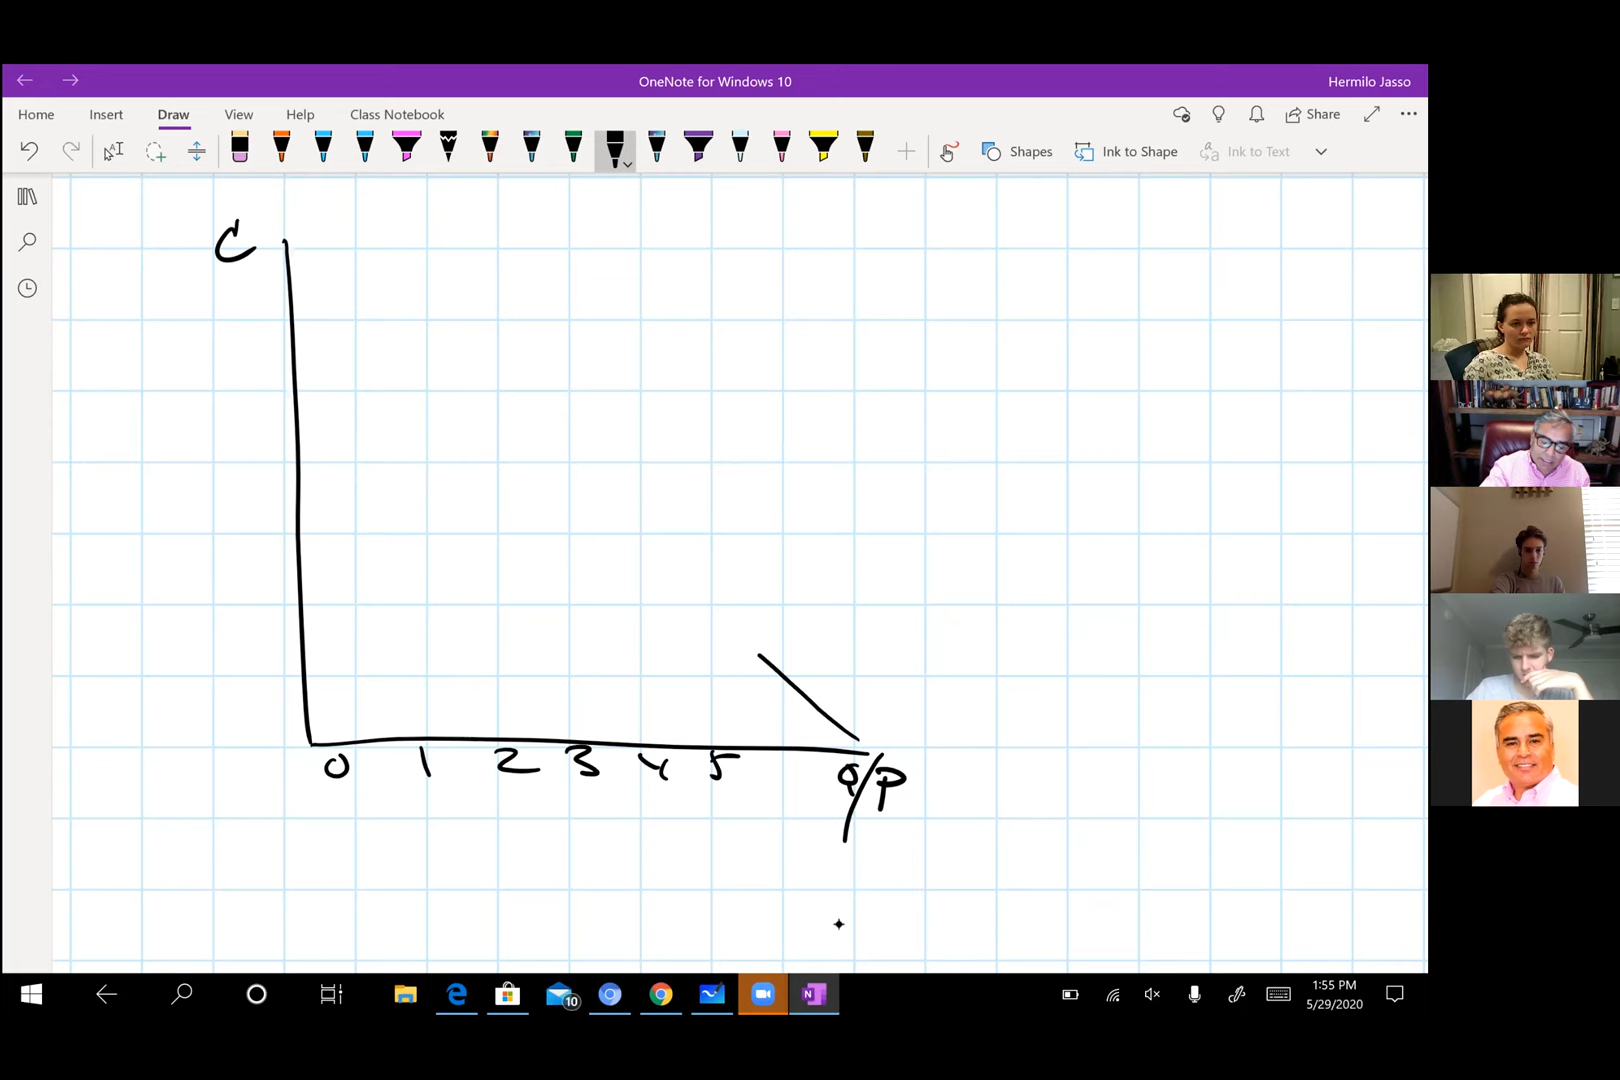 OneNote for Windows 10
Hermilo Jasso
Home Insert Draw View Help Class Notebook
Share
Shapes Ink to Shape Ink to Text
C
0 1 2 3 4 5 Q/P
10
N
1:55 PM
5/29/2020